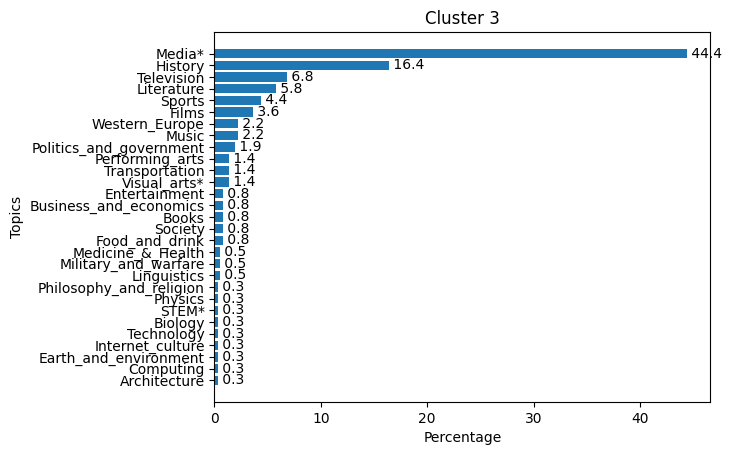 Cluster 3
Topics
Media* 44.4
History 16.4
Television 6.8
Literature 5.8
Sports 4.4
Films 3.6
Western_Europe 2.2
Music 2.2
Politics_and_government 1.9
Performing_arts 1.4
Transportation 1.4
Visual_arts* 1.4
Entertainment 0.8
Business_and_economics 0.8
Books 0.8
Society 0.8
Food_and_drink 0.8
Medicine_&_Health 0.5
Military_and_warfare 0.5
Linguistics 0.5
Philosophy_and_religion 0.3
Physics 0.3
STEM* 0.3
Biology 0.3
Technology 0.3
Internet_culture 0.3
Earth_and_environment 0.3
Computing 0.3
Architecture 0.3
0 10 20 30 40
Percentage